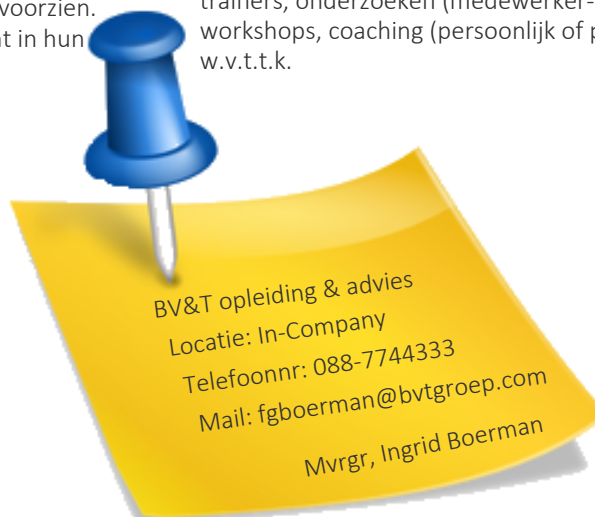 voorzien.
t in hun
trainers, onderzoeken (medewerker-
workshops, coaching (persoonlijk of p
w.v.t.t.k.
BV&T opleiding & advies
Locatie: In-Company
Telefoonnr: 088-7744333
Mail: fgboerman@bvtgroep.com
Mvrgr, Ingrid Boerman